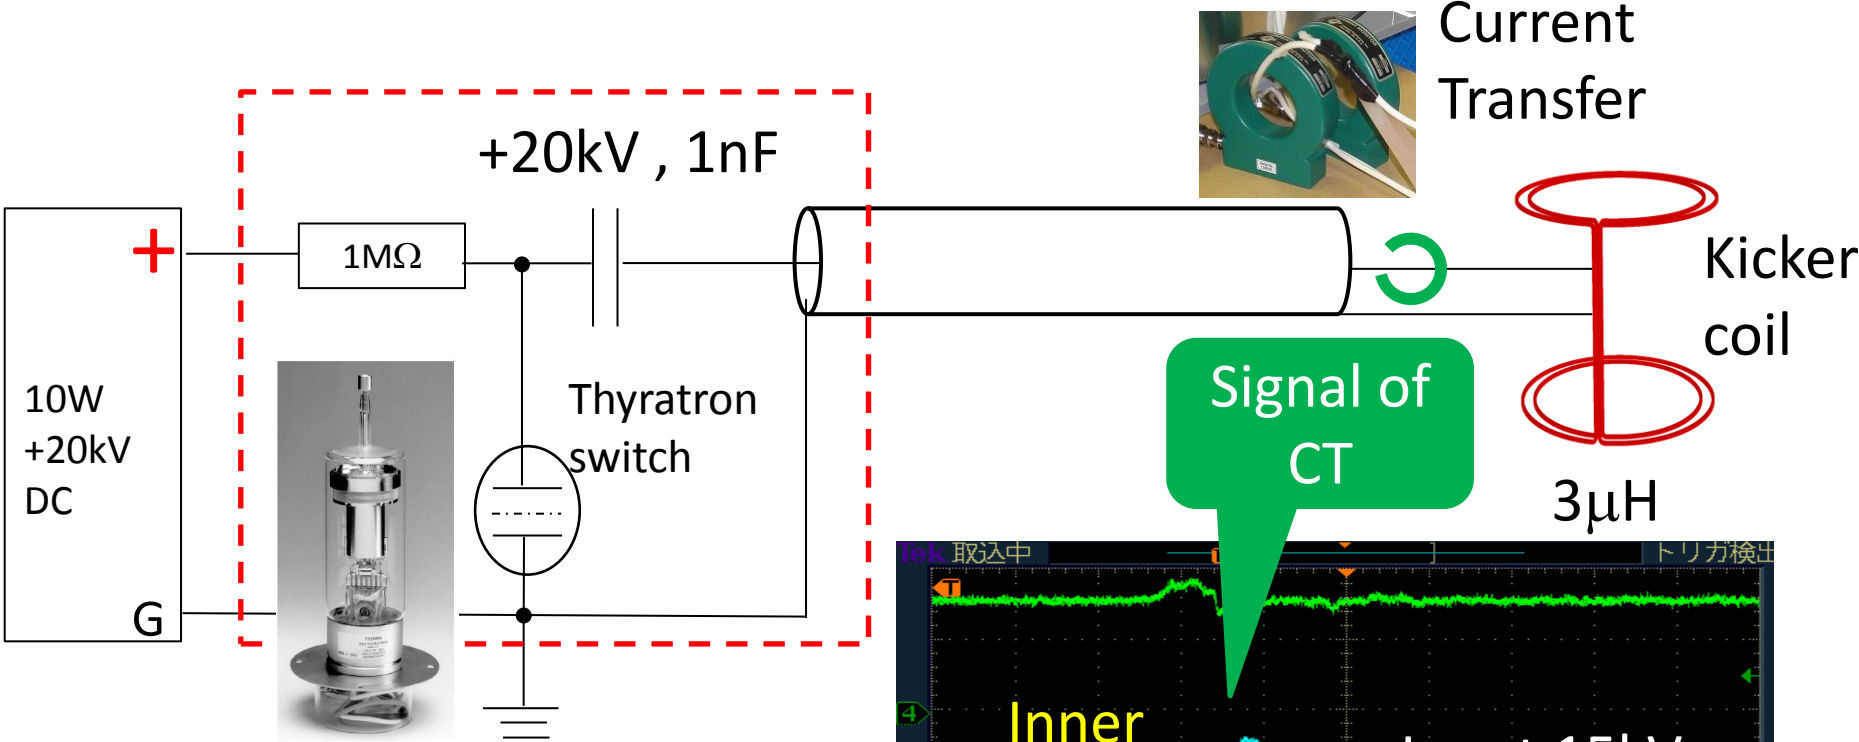 Current
Transfer
+20kV , 1nF
+
1MΩ
Kicker
coil
10W
+20kV
DC
Thyratron
switch
Signal of
CT
3μH
G
Tek 取込中
トリガ検出
T
4
Inner
15kV